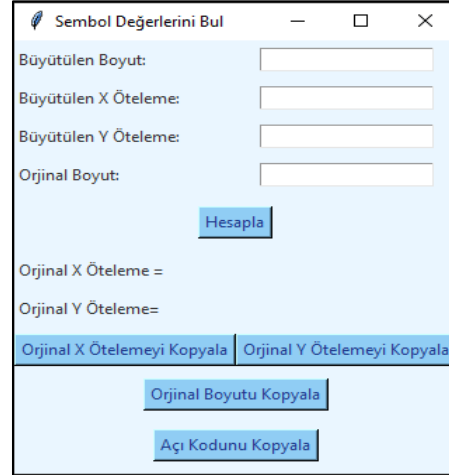 Sembol Değerlerini Bul
Büyütülen Boyut:
Büyütülen X Öteleme:
Büyütülen Y Öteleme:
Orjinal Boyut:
Hesapla
Orjinal X Öteleme =
Orjinal Y Öteleme=
Orjinal X Ötelemeyi Kopyala Orjinal Y Ötelemeyi Kopyala
Orjinal Boyutu Kopyala
Açı Kodunu Kopyala